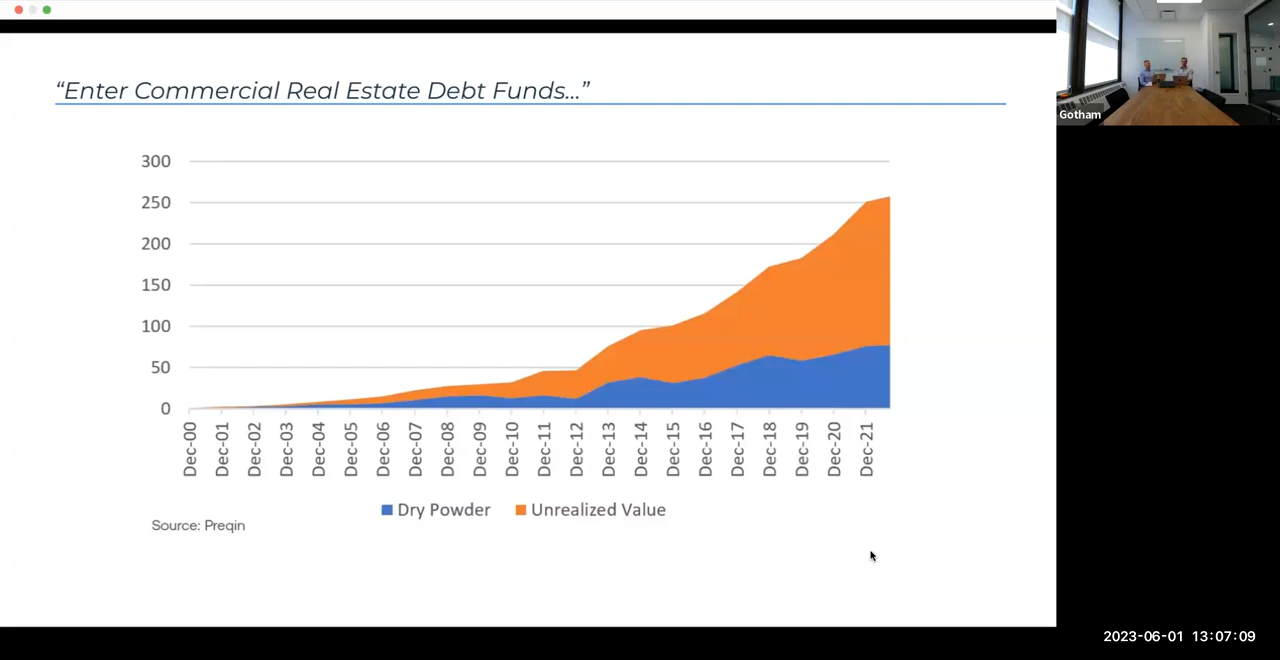 “Enter Commercial Real Estate Debt Funds...”
300
250
200
150
100
50
0
Dec-00 Dec-01 Dec-02 Dec-03 Dec-04 Dec-05 Dec-06 Dec-07 Dec-08 Dec-09 Dec-10 Dec-11 Dec-12 Dec-13 Dec-14 Dec-15 Dec-16 Dec-17 Dec-18 Dec-19 Dec-20 Dec-21
Dry Powder Unrealized Value
Source: Preqin
Gotham
2023-06-01 13:07:09